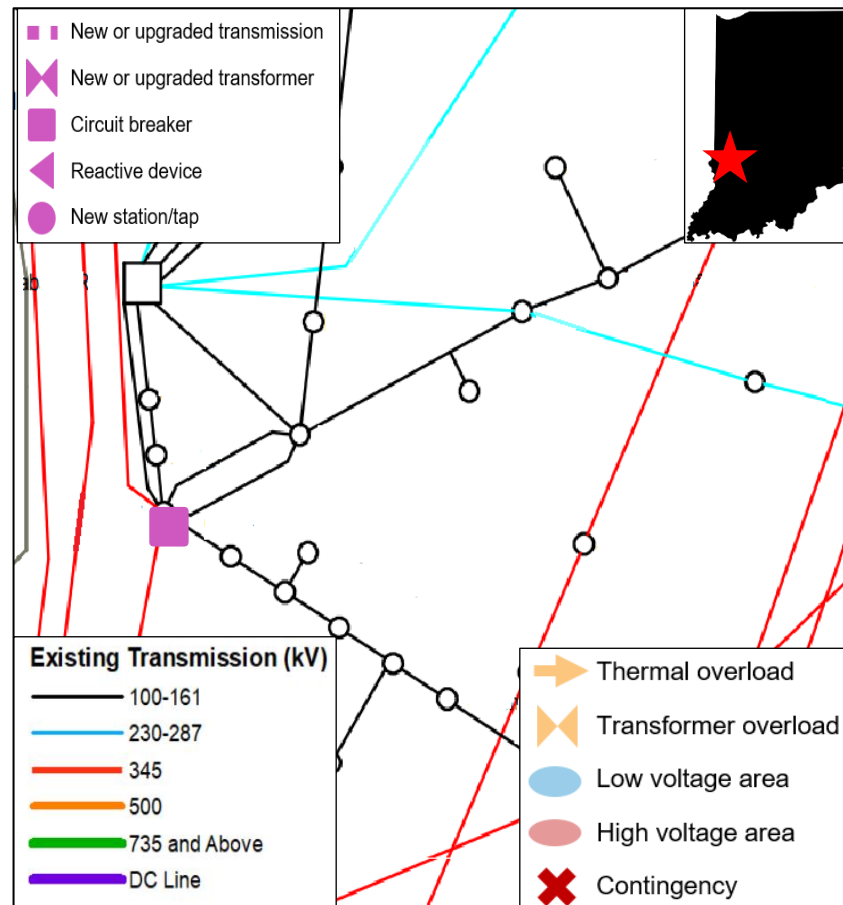 New or upgraded transmission
New or upgraded transformer
Circuit breaker
Reactive device
New station/tap
ab
Existing Transmission (kV)
100-161
230-287
345
500
735 and Above
DC Line
Thermal overload
Transformer overload
Low voltage area
High voltage area
Contingency